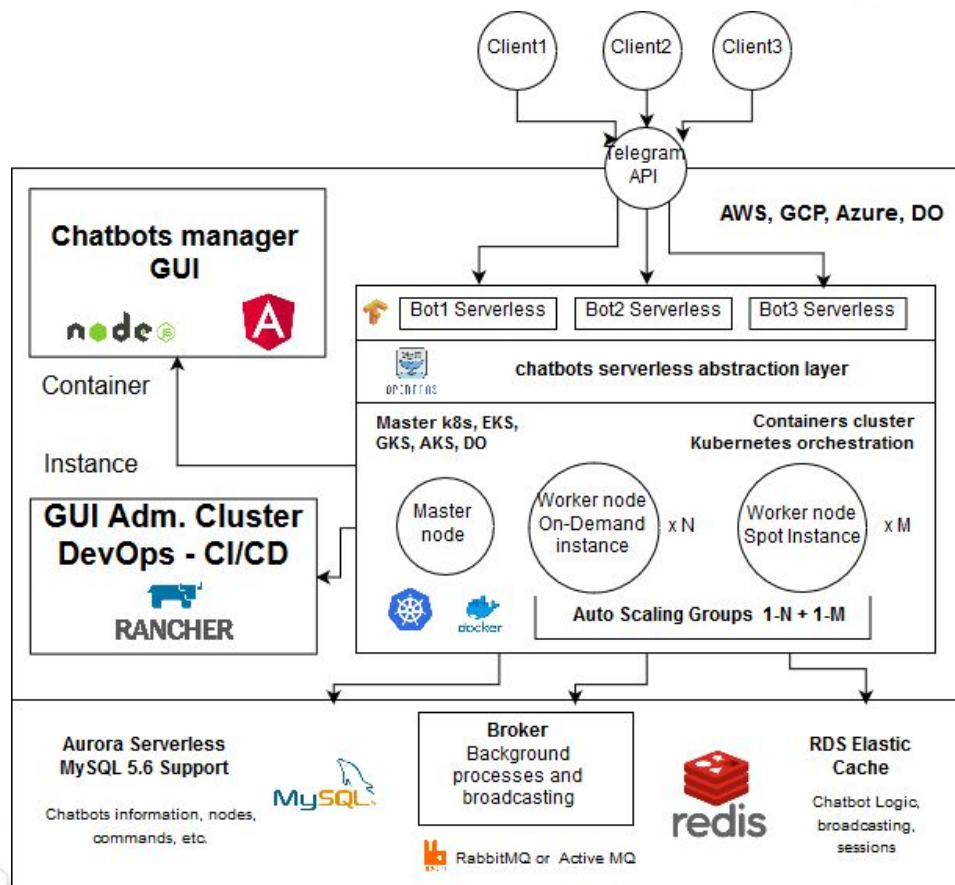 Client1
Client2
Client3
Telegram
API
AWS, GCP, Azure, DO
Chatbots manager
GUI
node
JS
A
Container
Bot1 Serverless
Bot2 Serverless
Bot3 Serverless
OPENFAAS
chatbots serverless abstraction layer
Instance
Master k8s, EKS,
GKS, AKS, DO
Containers cluster
Kubernetes orchestration
GUI Adm. Cluster
DevOps - CI/CD
RANCHER
Master
node
Worker node
On-Demand
instance
x N
Worker node
Spot Instance
x M
docker
Auto Scaling Groups 1-N + 1-M
Aurora Serverless
MySQL 5.6 Support
Chatbots information, nodes,
commands, etc.
MySQL
Broker
Background
processes and
broadcasting
RabbitMQ or Active MQ
redis
RDS Elastic
Cache
Chatbot Logic,
broadcasting,
sessions